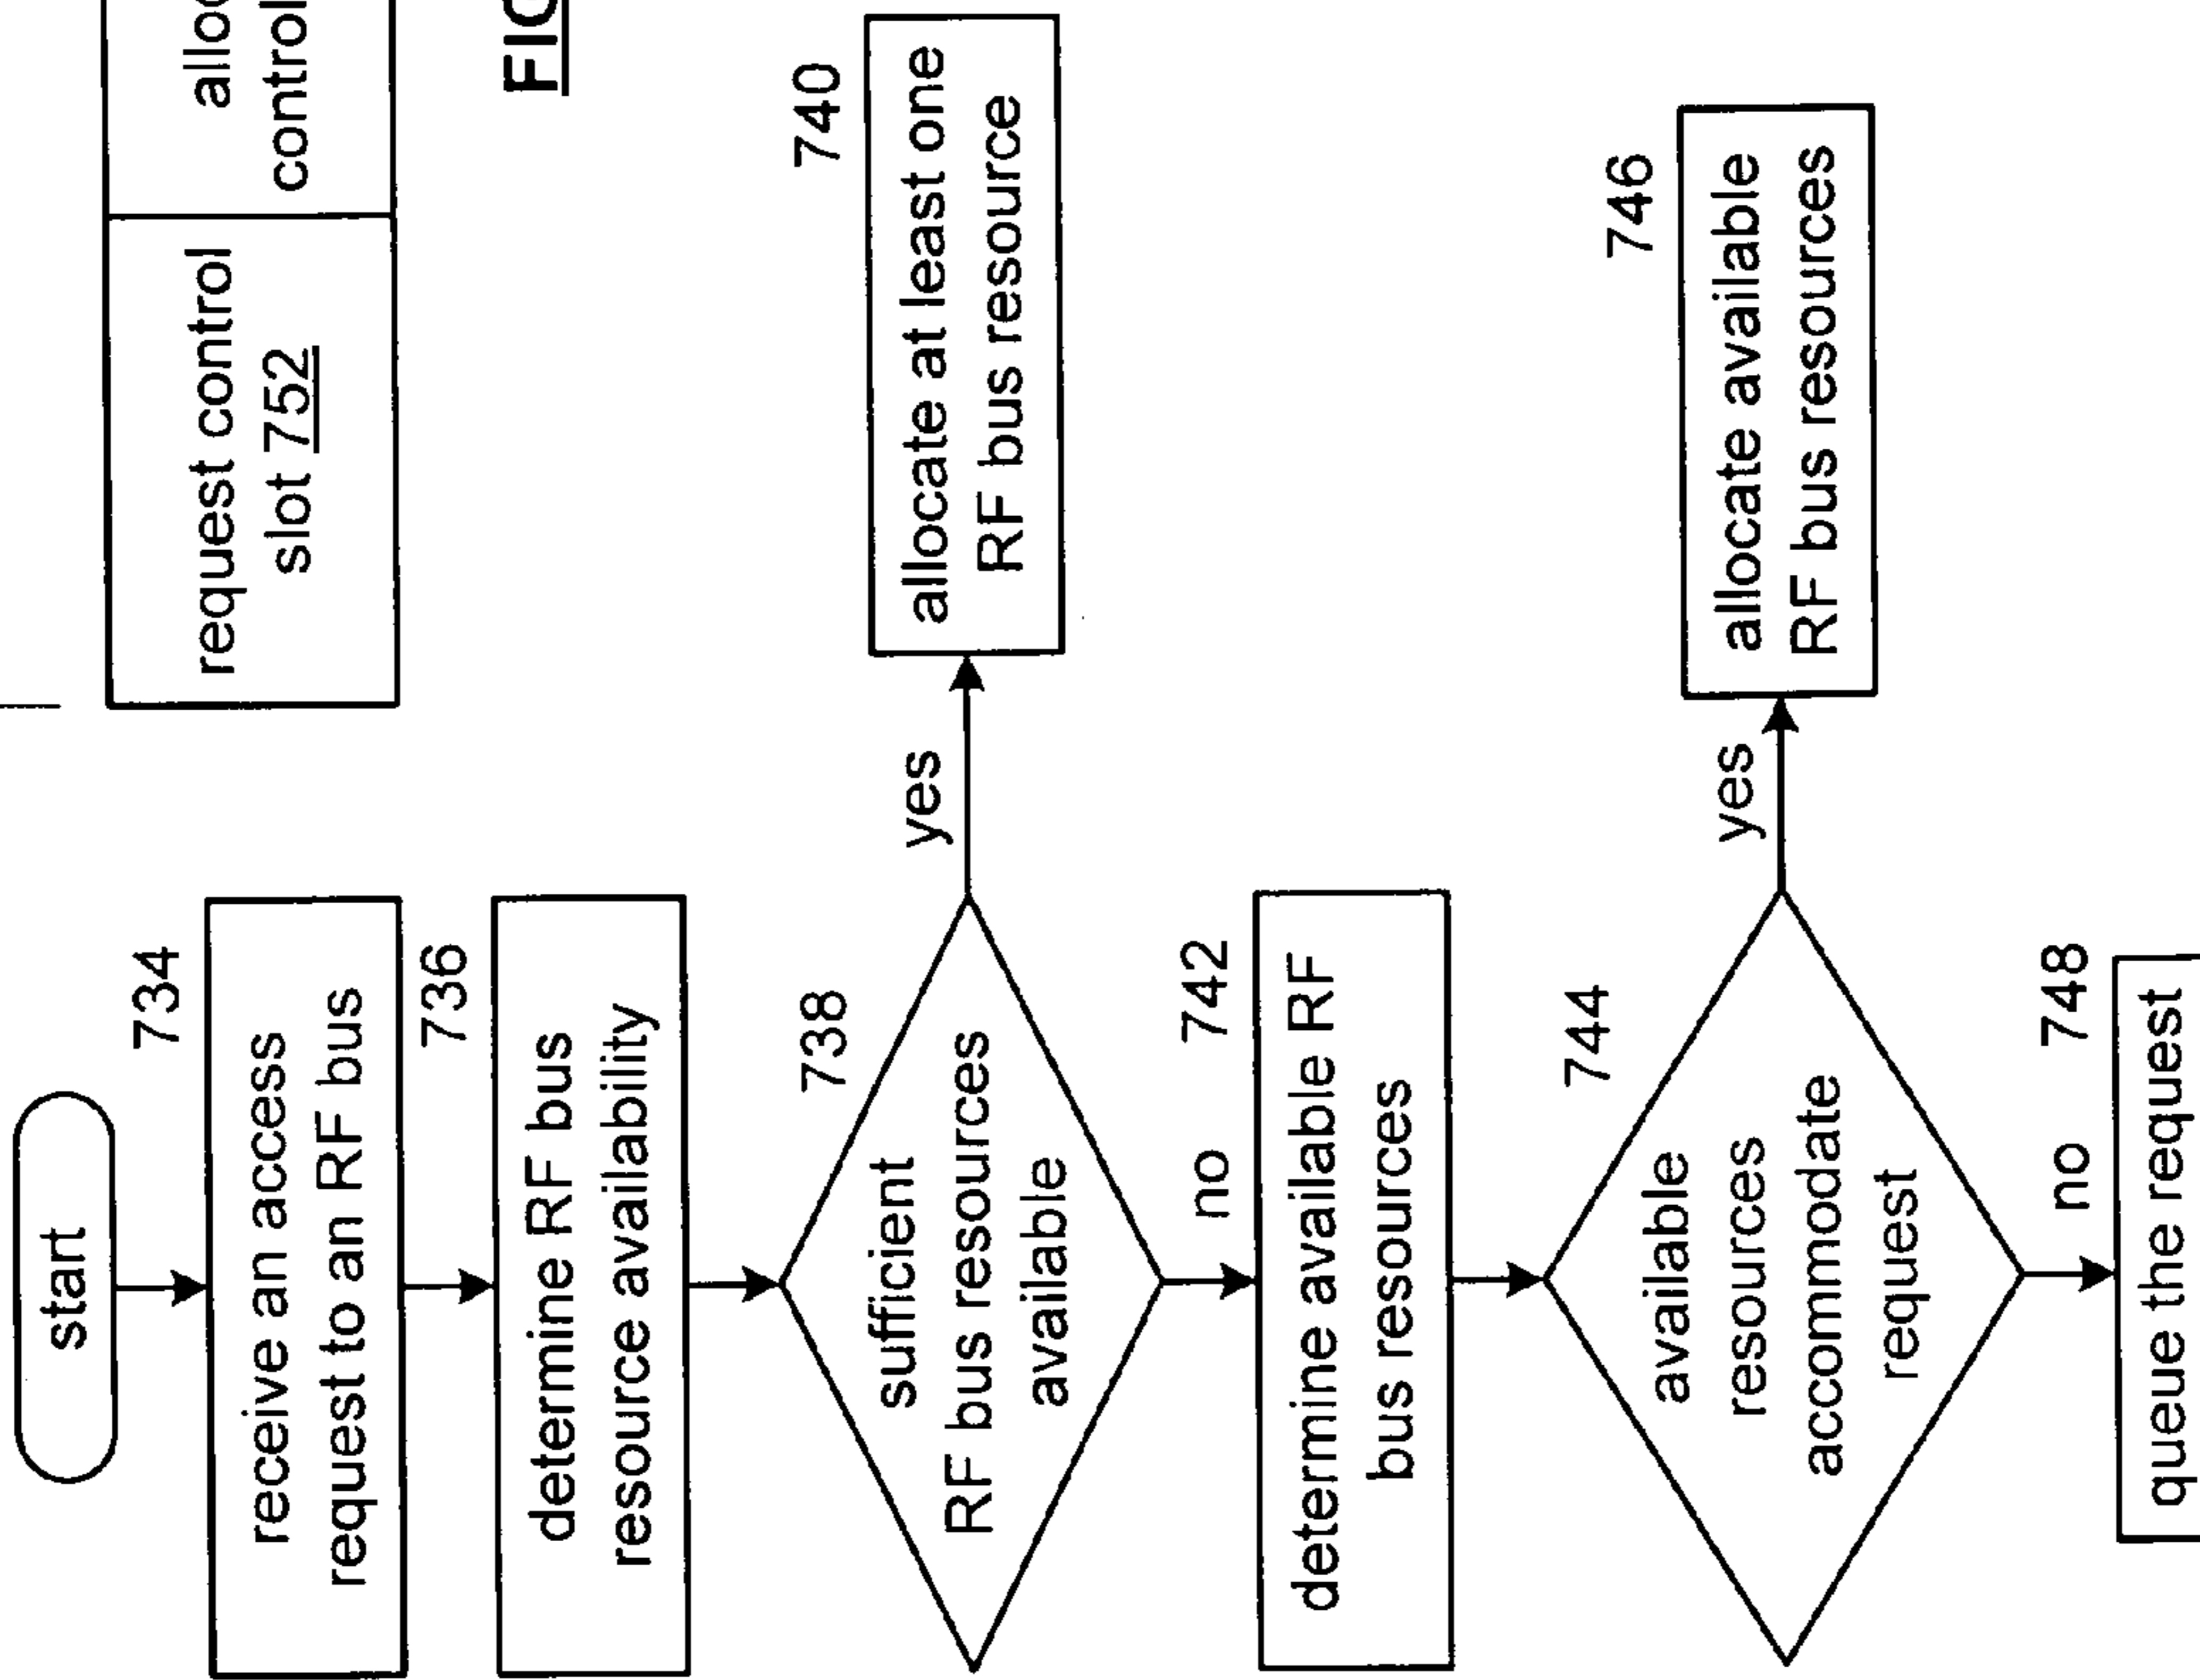 start
734
receive an access
request to an RF bus
736
determine RF bus
resource availability
738
sufficient
RF bus resources
available
yes
740
allocate at least one
RF bus resource
no
742
determine available RF
bus resources
744
available
resources
accommodate
request
yes
746
allocate available
RF bus resources
no
748
queue the request
request control
slot 752
control